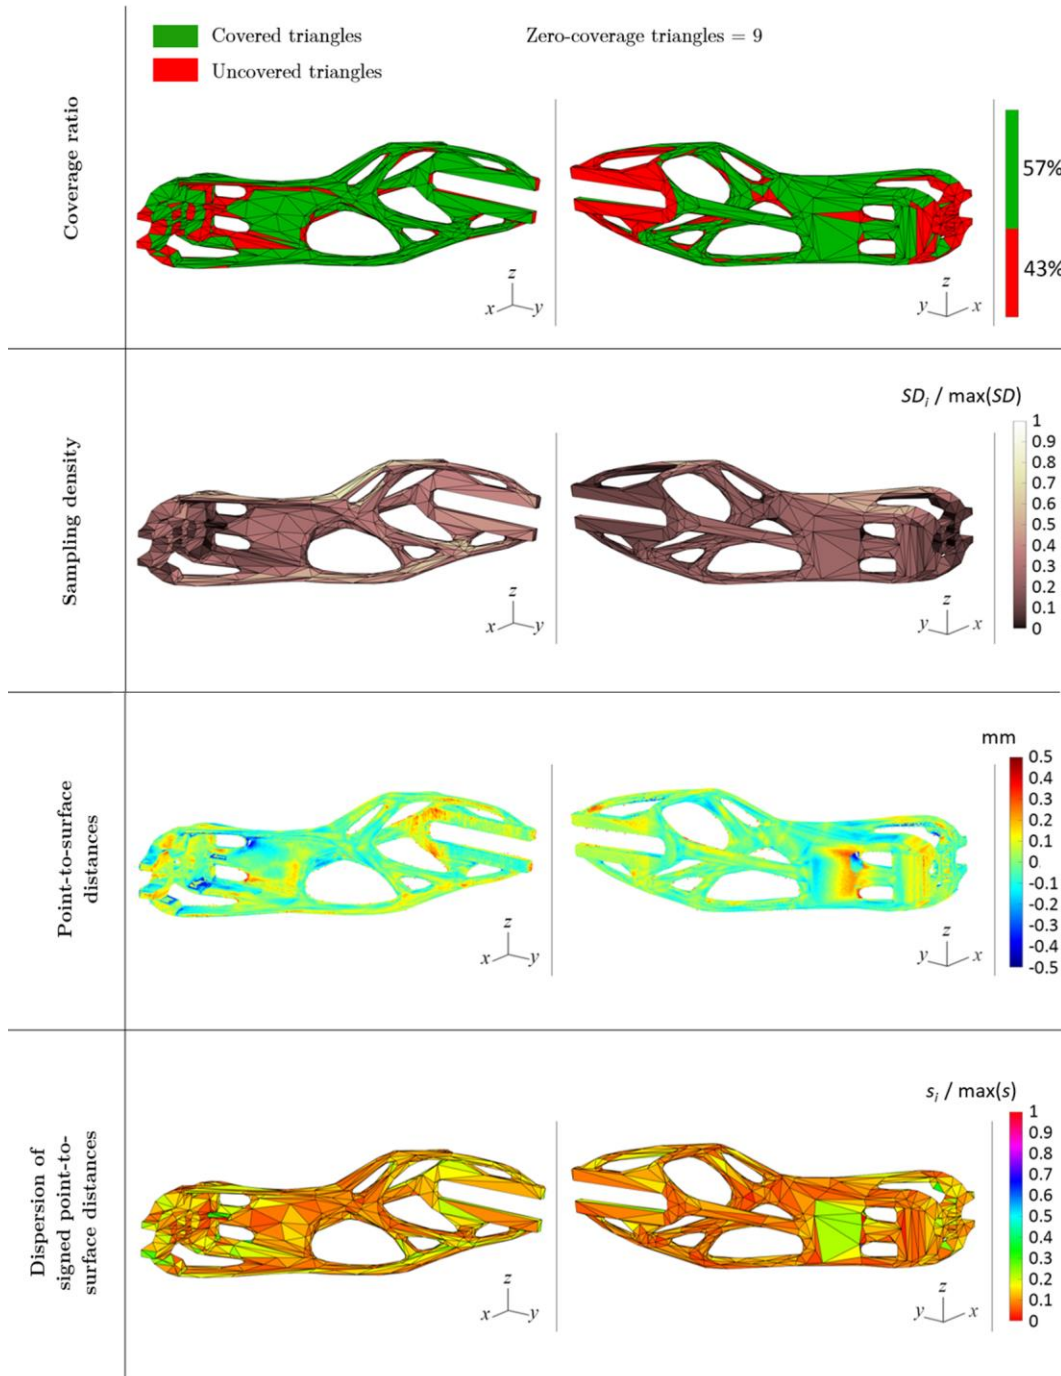 Covered triangles
Zero-coverage triangles = 9
Uncovered triangles
Coverage ratio
57%
43%
z
x
y
z
y
x
Sampling density
SDᵢ / max(SD)
1
0.9
0.8
0.7
0.6
0.5
0.4
0.3
0.2
0.1
0
z
x
y
z
y
x
Point-to-surface
distances
mm
0.5
0.4
0.3
0.2
0.1
0
-0.1
-0.2
-0.3
-0.4
-0.5
z
x
y
z
y
x
Dispersion of
signed point-to-
surface distances
sᵢ / max(s)
1
0.9
0.8
0.7
0.6
0.5
0.4
0.3
0.2
0.1
0
z
x
y
z
y
x